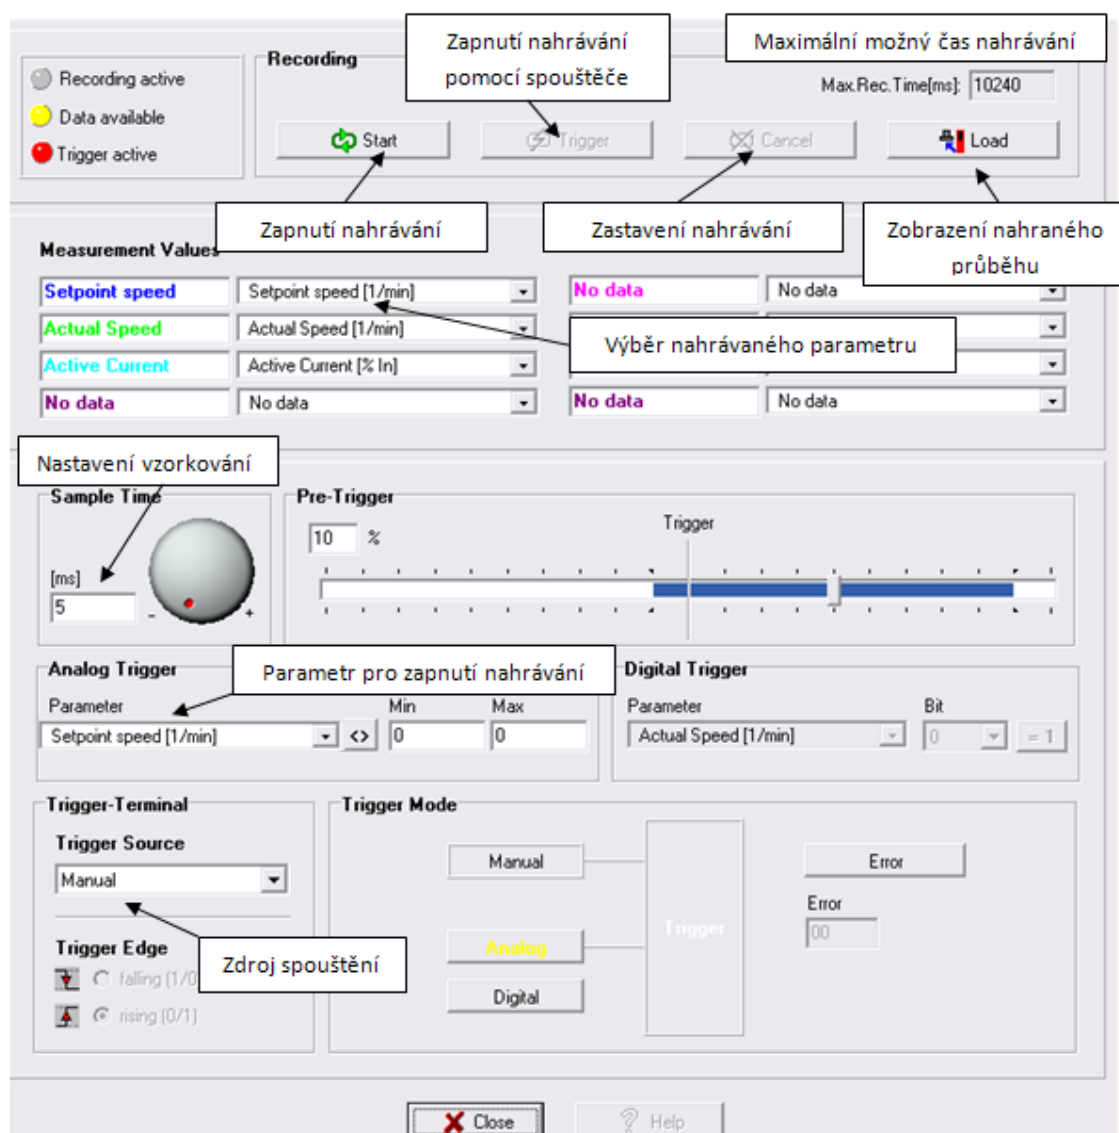 Zapnutí nahrávání
pomocí spouštěče
Maximální možný čas nahrávání
Recording
Recording active
Data available
Trigger active
Max.Rec.Time[ms]: 10240
Start
Trigger
Cancel
Load
Zapnutí nahrávání
Zastavení nahrávání
Zobrazení nahraného
průběhu
Measurement Values
Setpoint speed Setpoint speed [1/min] No data No data
Actual Speed Actual Speed [1/min]
Výběr nahrávaného parametru
Active Current Active Current [% In]
No data No data No data No data
Nastavení vzorkování
Sample Time
[ms]
5
- +
Pre-Trigger
10 %
Trigger
Analog Trigger
Parametr pro zapnutí nahrávání
Parameter Min Max
Setpoint speed [1/min] <> 0 0
Digital Trigger
Parameter Bit
Actual Speed [1/min] 0 = 1
Trigger-Terminal
Trigger Source
Manual
Zdroj spouštění
Trigger Edge
falling (1/0
rising (0/1)
Trigger Mode
Manual
Analog
Digital
Trigger
Error
Error
00
Close
Help